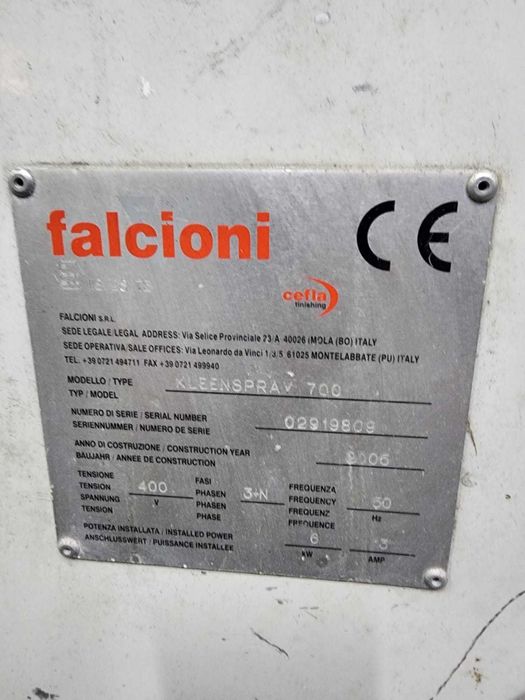 falcioni
CE
cefla
finishing
FALCIONI S.R.L.
SEDE LEGALE/LEGAL ADDRESS: Via Selice Provinciale 23/A 40026 IMOLA (BO) ITALY
SEDE OPERATIVA/SALE OFFICES: Via Leonardo da Vinci 1/3/5 61025 MONTELABBATE (PU) ITALY
TEL. +39 0721 494711 FAX +39 0721 499940
MODELLO / TYPE KLEENSPRAY 700
TYP / MODEL
NUMERO DI SERIE / SERIAL NUMBER 02919809
SERIENNUMMER / NUMERO DE SERIE
ANNO DI COSTRUZIONE / CONSTRUCTION YEAR 2006
BAUJAHR / ANNEE DE CONSTRUCTION
TENSIONE FASI FREQUENZA
TENSION 400 PHASEN 3+N FREQUENCY 50
SPANNUNG V PHASEN FREQUENZ Hz
TENSION PHASE FREQUENCE
POTENZA INSTALLATA / INSTALLED POWER 6
ANSCHLUSSWERT / PUISSANCE INSTALLEE kW AMP